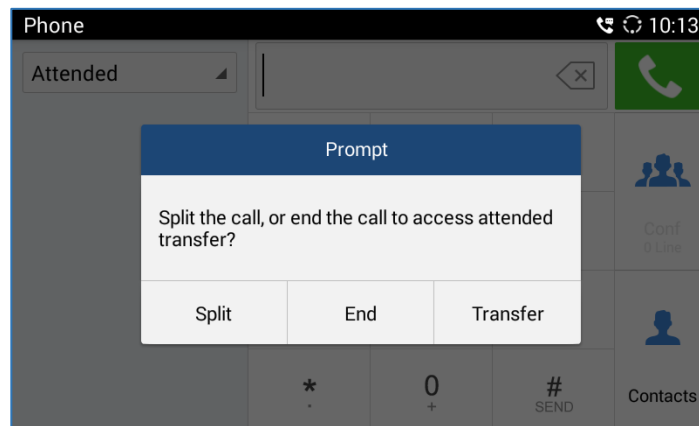 Phone
10:13
Attended
Prompt
Split the call, or end the call to access attended
transfer?
Split
End
Transfer
Conf
0 Line
*
.
0
+
#
SEND
Contacts